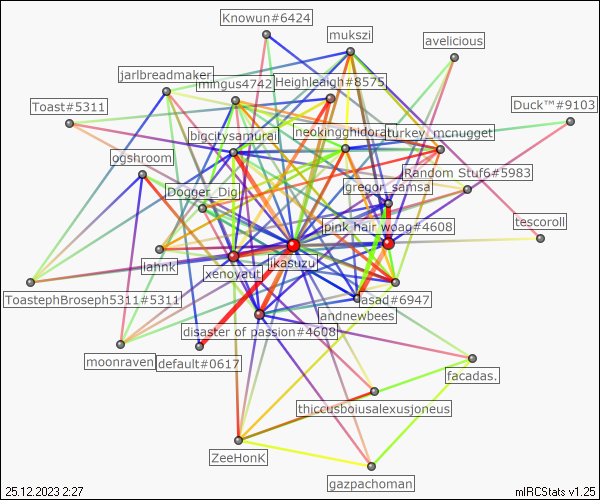 Knowun#6424
mukszi
avelicious
jarlbreadmaker
mingus4742
Heighleaigh#8575
Toast#5311
Duck™#9103
bigcitysamurai
neokingghidorah
turkey_mcnugget
ogshroom
Random Stuf6#5983
Dogger_Dig
gregor_samsa
pink hair woag#4608
tescoroll
iahnk
xenoyaut
ikasuzu
ToastephBroseph5311#5311
asad#6947
andnewbees
disaster of passion#4608
moonraven
default#0617
facadas.
thiccusboiusalexusjoneus
ZeeHonK
gazpachoman
25.12.2023 2:27
mIRCStats v1.25